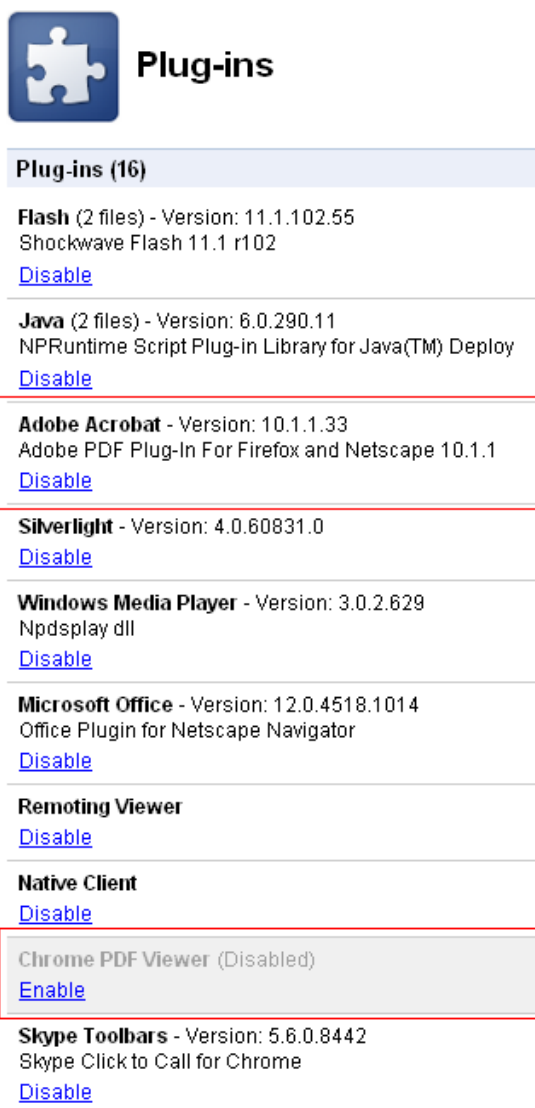 Plug-ins
Plug-ins (16)
Flash (2 files) - Version: 11.1.102.55
Shockwave Flash 11.1 r102
Disable
Java (2 files) - Version: 6.0.290.11
NPRuntime Script Plug-in Library for Java(TM) Deploy
Disable
Adobe Acrobat - Version: 10.1.1.33
Adobe PDF Plug-In For Firefox and Netscape 10.1.1
Disable
Silverlight - Version: 4.0.60831.0
Disable
Windows Media Player - Version: 3.0.2.629
Npdsplay dll
Disable
Microsoft Office - Version: 12.0.4518.1014
Office Plugin for Netscape Navigator
Disable
Remoting Viewer
Disable
Native Client
Disable
Chrome PDF Viewer (Disabled)
Enable
Skype Toolbars - Version: 5.6.0.8442
Skype Click to Call for Chrome
Disable